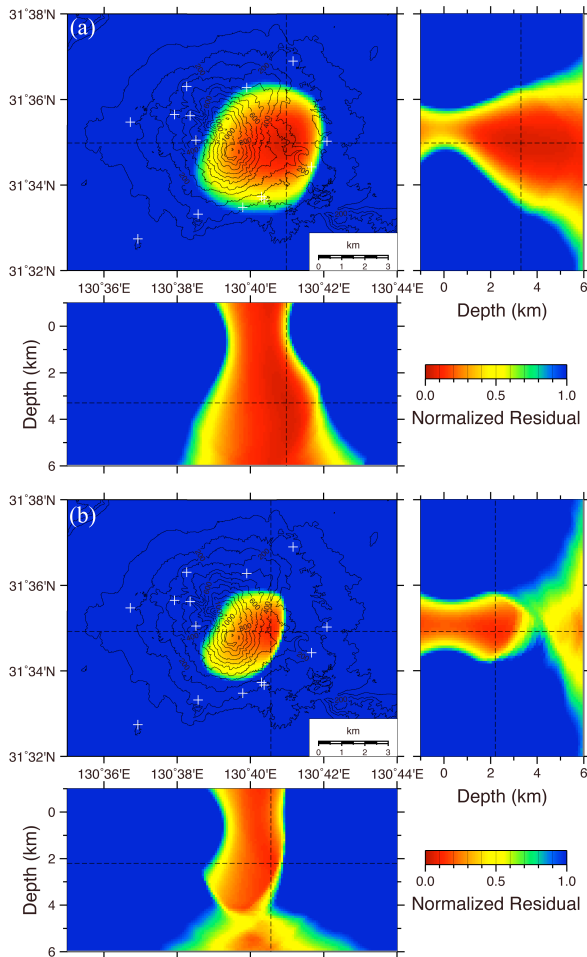 31˚38'N
(a)
31˚36'N
31˚34'N
31˚32'N
km
0 1 2 3
0 2 4 6
Depth (km)
130˚36'E 130˚38'E 130˚40'E 130˚42'E 130˚44'E
0
2
4
6
Depth (km)
0.0 0.5 1.0
Normalized Residual
31˚38'N
(b)
31˚36'N
31˚34'N
31˚32'N
km
0 1 2 3
0 2 4 6
Depth (km)
130˚36'E 130˚38'E 130˚40'E 130˚42'E 130˚44'E
0
2
4
6
Depth (km)
0.0 0.5 1.0
Normalized Residual